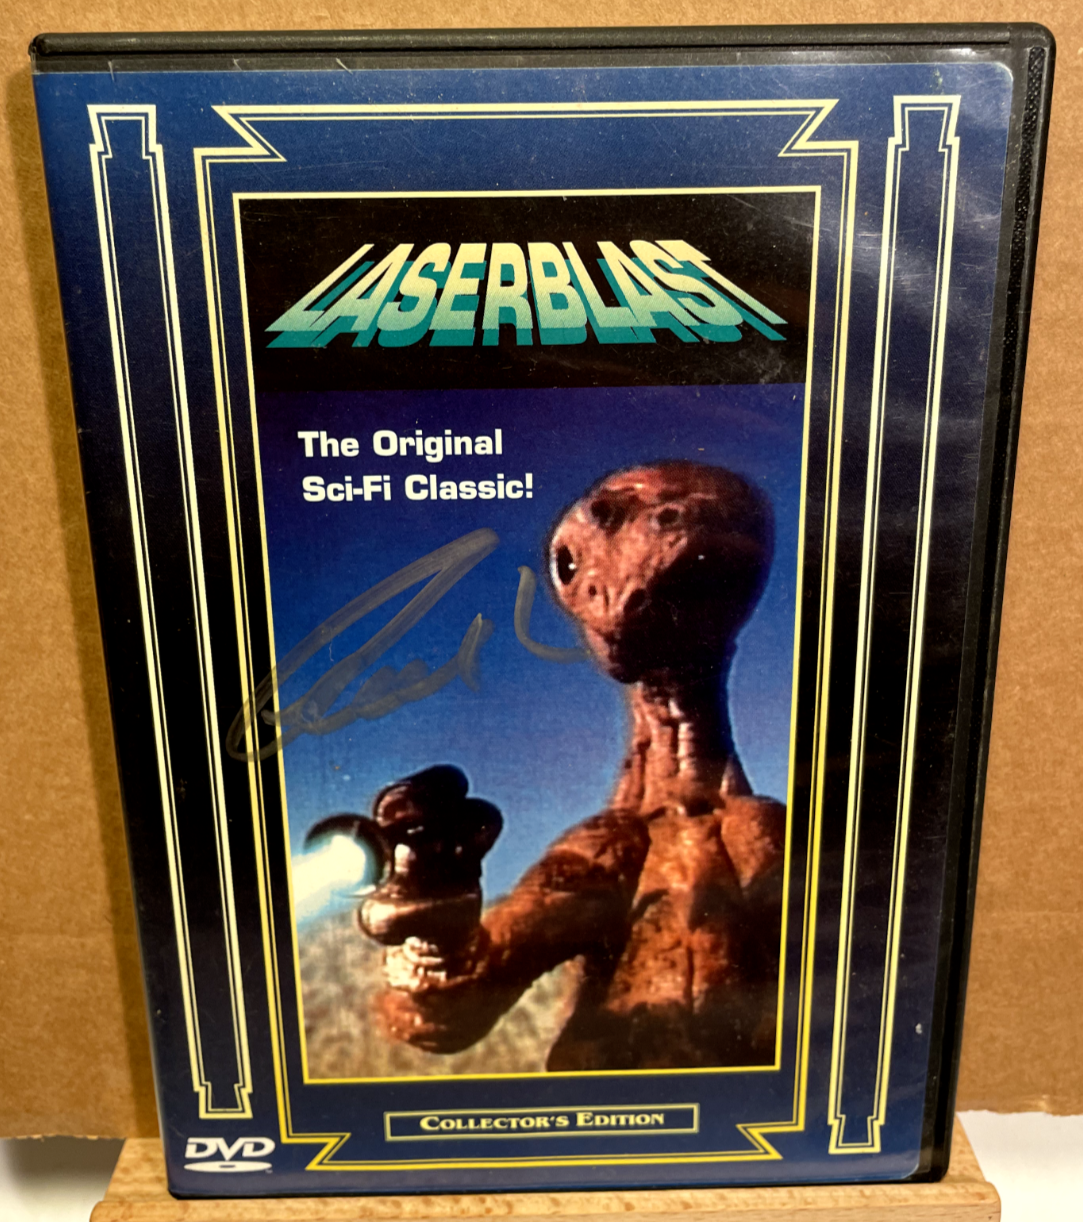 LASERBLAST
The Original
Sci-Fi Classic!
COLLECTOR'S EDITION
DVD